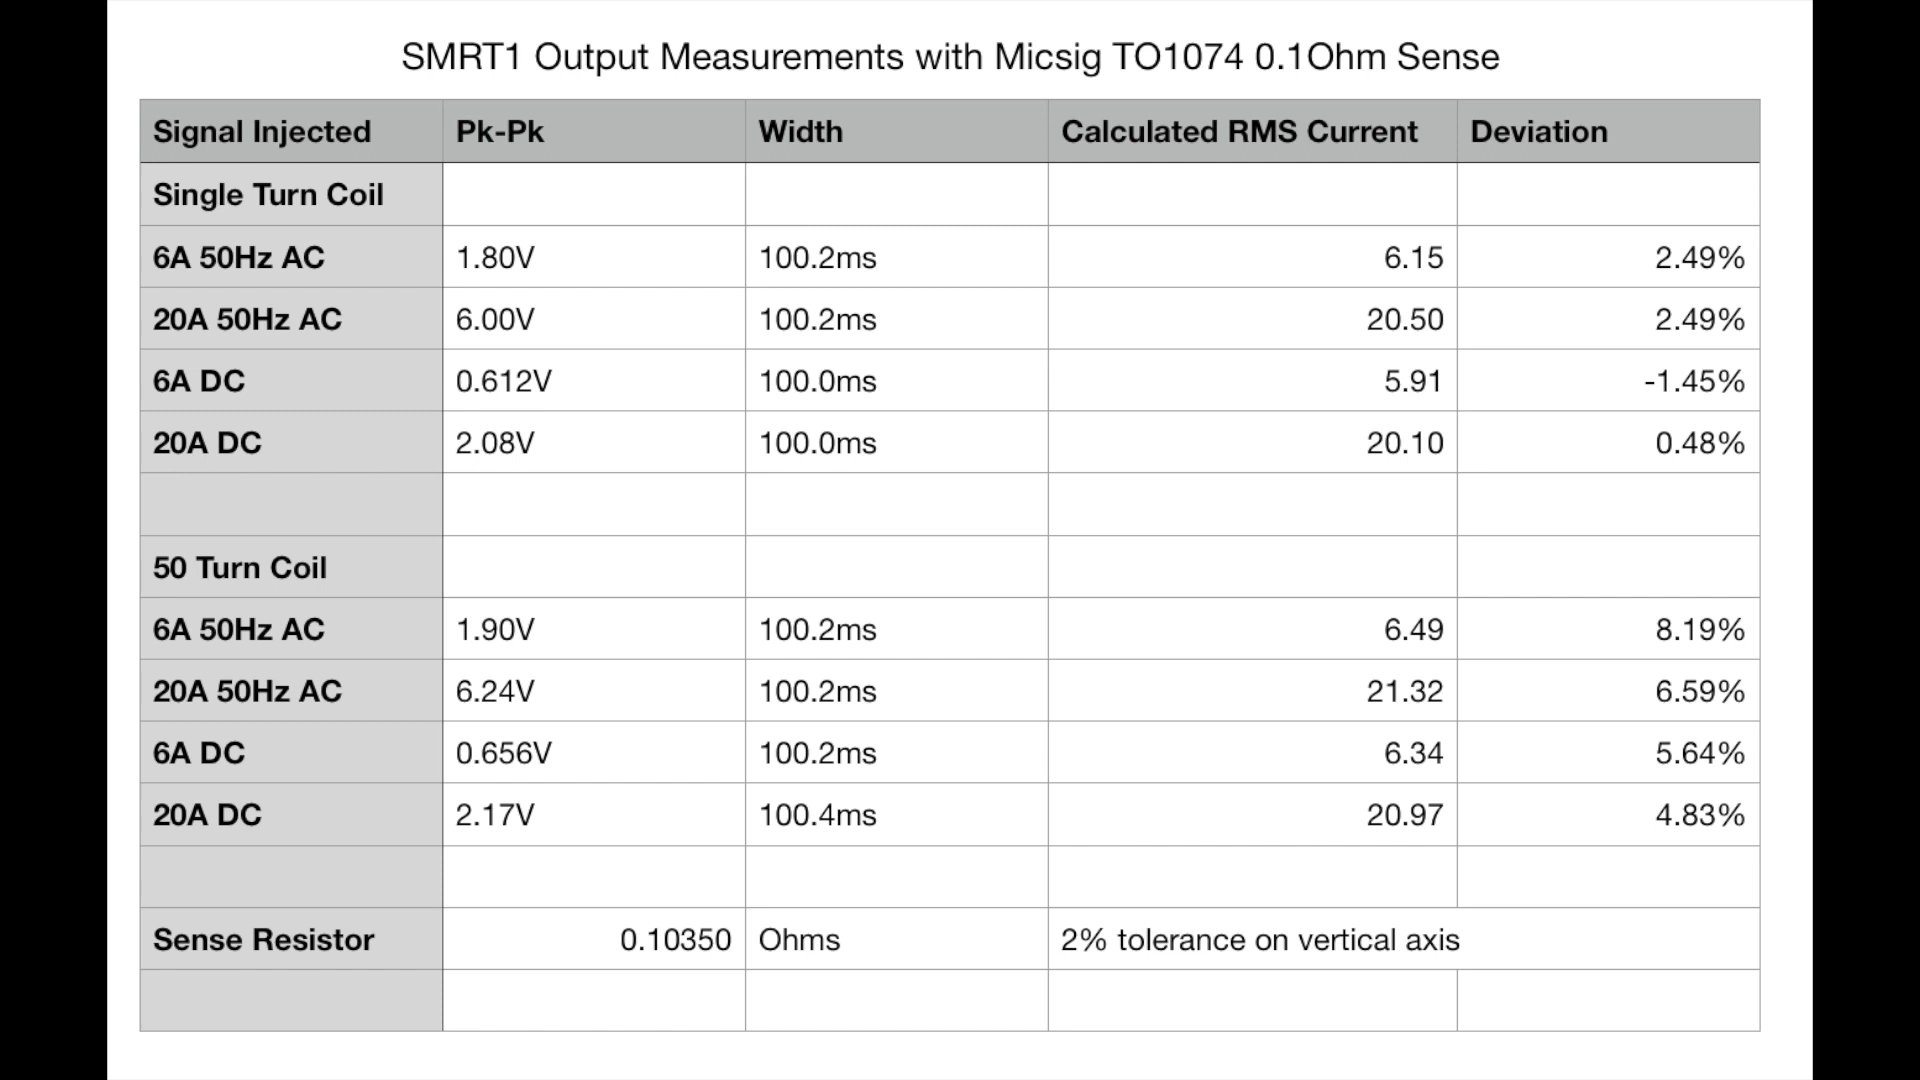 SMRT1 Output Measurements with Micsig TO1074 0.1Ohm Sense
Signal Injected Pk-Pk Width Calculated RMS Current Deviation
Single Turn Coil
6A 50Hz AC 1.80V 100.2ms 6.15 2.49%
20A 50Hz AC 6.00V 100.2ms 20.50 2.49%
6A DC 0.612V 100.0ms 5.91 -1.45%
20A DC 2.08V 100.0ms 20.10 0.48%
50 Turn Coil
6A 50Hz AC 1.90V 100.2ms 6.49 8.19%
20A 50Hz AC 6.24V 100.2ms 21.32 6.59%
6A DC 0.656V 100.2ms 6.34 5.64%
20A DC 2.17V 100.4ms 20.97 4.83%
Sense Resistor 0.10350 Ohms 2% tolerance on vertical axis